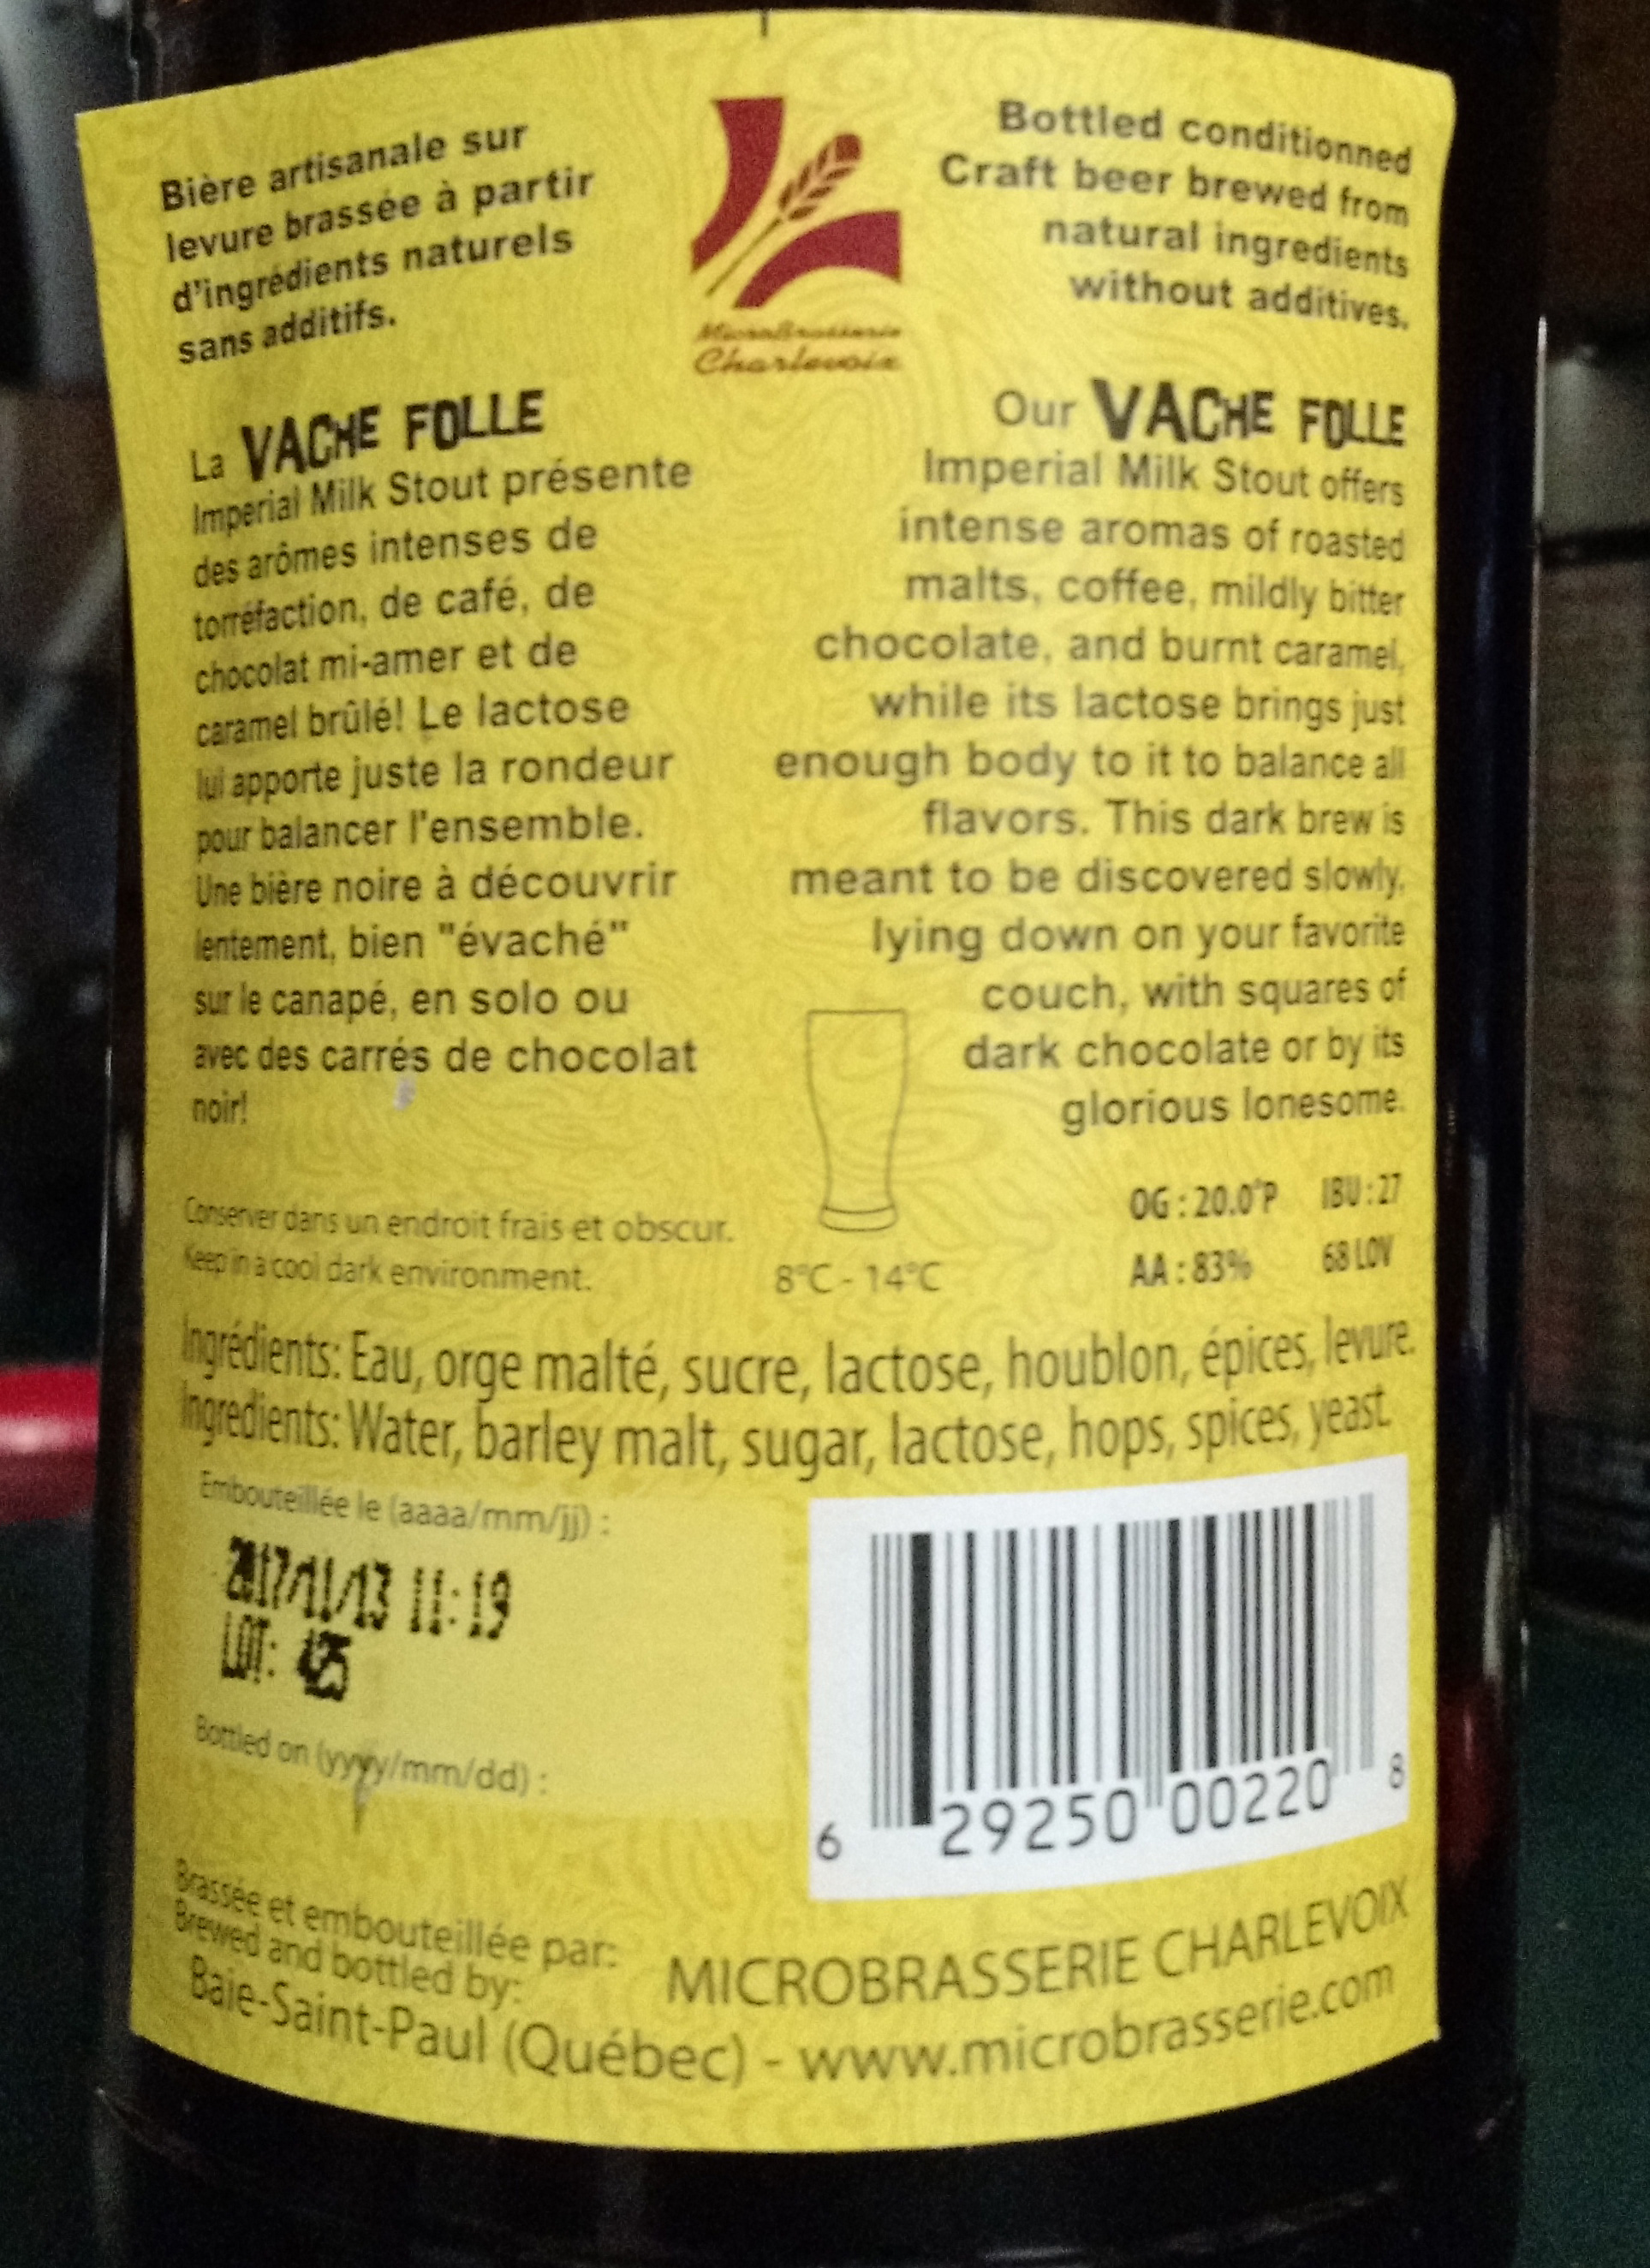 Bière artisanale sur
levure brassée à partir
d'ingrédients naturels
sans additifs.
MicroBrasserie
Charlevoix
Bottled conditionned
Craft beer brewed from
natural ingredients
without additives.
La VACHE FOLLE
Imperial Milk Stout présente
des arômes intenses de
torréfaction, de café, de
chocolat mi-amer et de
caramel brûlé! Le lactose
lui apporte juste la rondeur
pour balancer l'ensemble.
Une bière noire à découvrir
lentement, bien "évaché"
sur le canapé, en solo ou
avec des carrés de chocolat
noir!
Our VACHE FOLLE
Imperial Milk Stout offers
intense aromas of roasted
malts, coffee, mildly bitter
chocolate, and burnt caramel,
while its lactose brings just
enough body to it to balance all
flavors. This dark brew is
meant to be discovered slowly,
lying down on your favorite
couch, with squares of
dark chocolate or by its
glorious lonesome.
Conserver dans un endroit frais et obscur.
Keep in a cool dark environment.
8°C - 14°C
OG : 20.0°P IBU : 27
AA : 83% 68 LOV
Ingrédients: Eau, orge malté, sucre, lactose, houblon, épices, levure.
Ingredients: Water, barley malt, sugar, lactose, hops, spices, yeast.
Embouteillée le (aaaa/mm/jj) :
2017/11/13 11:19
LOT: 425
Bottled on (yyyy/mm/dd) :
6 29250 00220 8
Brassée et embouteillée par:
Brewed and bottled by:
MICROBRASSERIE CHARLEVOIX
Baie-Saint-Paul (Québec) - www.microbrasserie.com